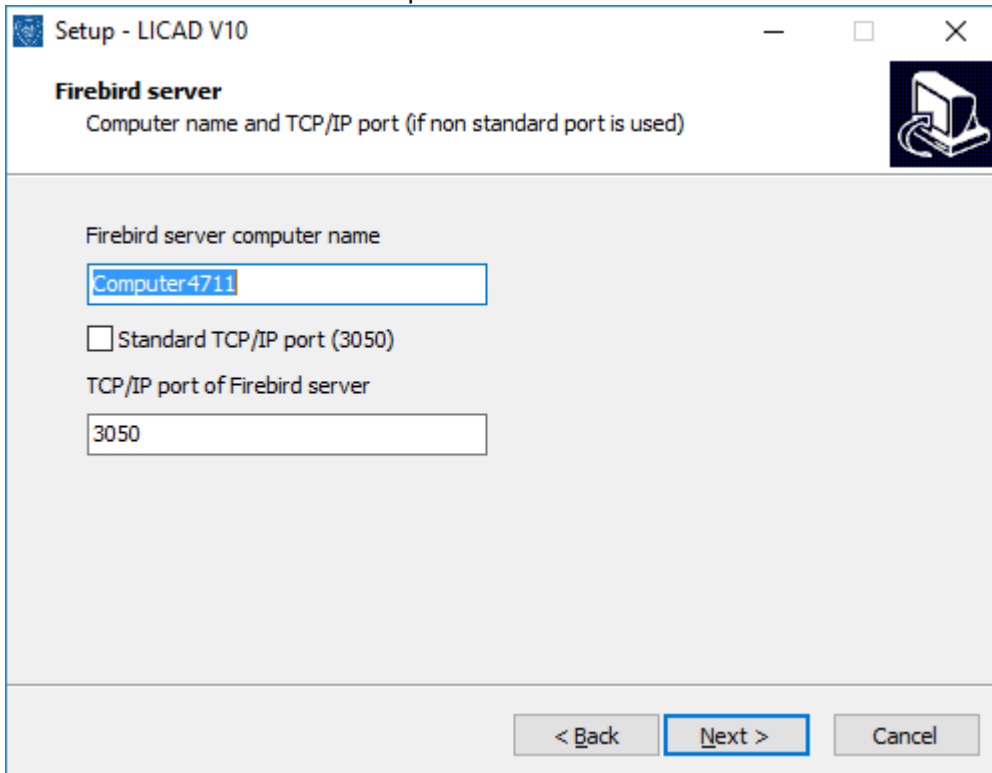 Setup - LICAD V10
Firebird server
Computer name and TCP/IP port (if non standard port is used)
Firebird server computer name
Computer4711
Standard TCP/IP port (3050)
TCP/IP port of Firebird server
3050
< Back
Next >
Cancel